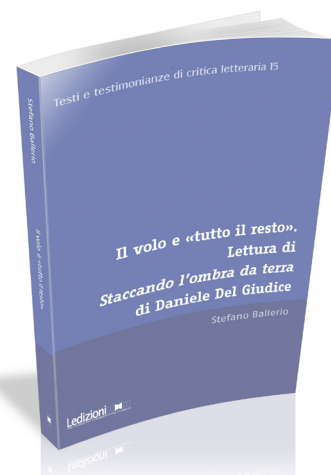 Testi e testimonianze di critica letteraria 15
Il volo e «tutto il resto».
Lettura di
Staccando l'ombra da terra
di Daniele Del Giudice
Stefano Ballerio
Ledizioni
Stefano Ballerio
Il volo e «tutto il resto»